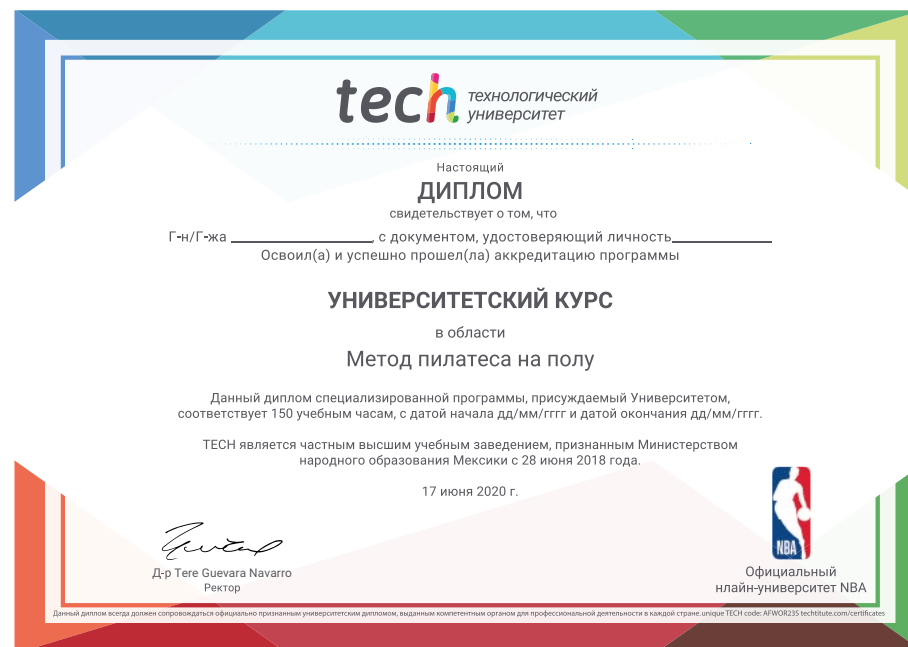 tech технологический
университет
Настоящий
ДИПЛОМ
свидетельствует о том, что
Г-н/Г-жа , с документом, удостоверяющий личность
Освоил(а) и успешно прошел(ла) аккредитацию программы
УНИВЕРСИТЕТСКИЙ КУРС
в области
Метод пилатеса на полу
Данный диплом специализированной программы, присуждаемый Университетом,
соответствует 150 учебным часам, с датой начала дд/мм/гггг и датой окончания дд/мм/гггг.
TECH является частным высшим учебным заведением, признанным Министерством
народного образования Мексики с 28 июня 2018 года.
17 июня 2020 г.
NBA
Д-р Tere Guevara Navarro
Ректор
Официальный
нлайн-университет NBA
Данный диплом всегда должен сопровождаться официально признанным университетским дипломом, выданным компетентным органом для профессиональной деятельности в каждой стране. unique TECH code: AFWOR23S techtitute.com/certificates